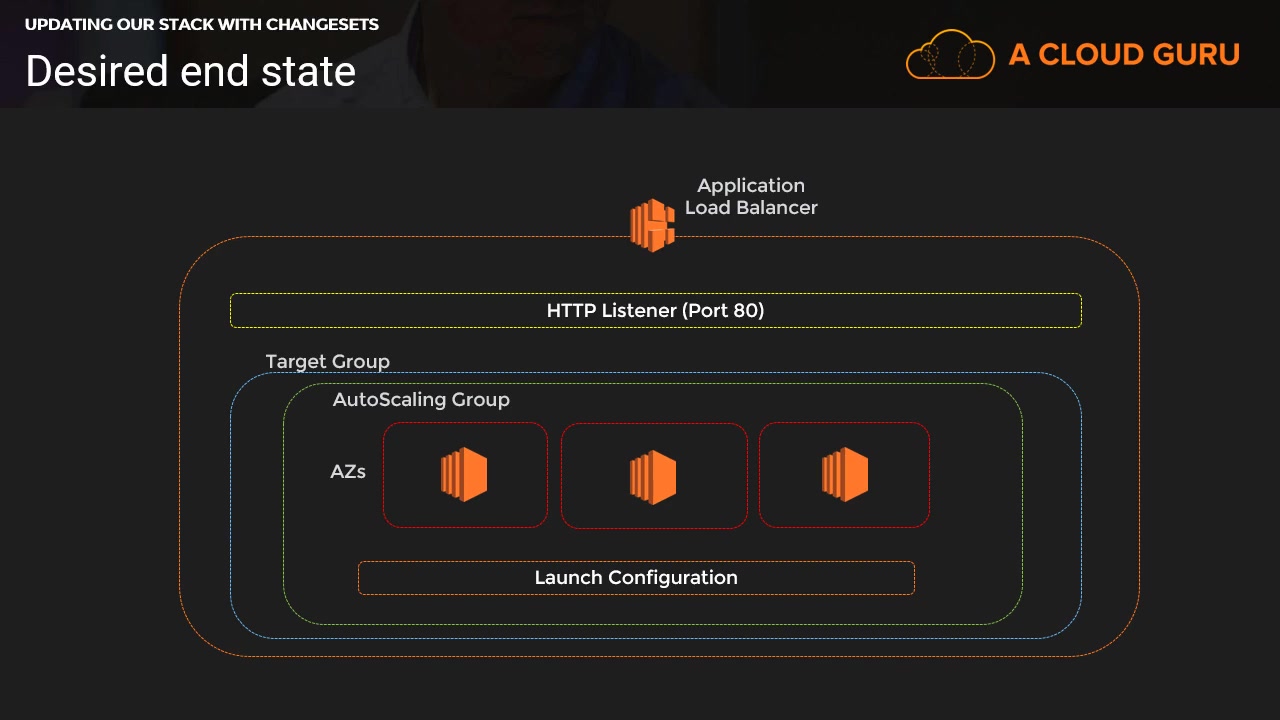 UPDATING OUR STACK WITH CHANGESETS
Desired end state
A CLOUD GURU
Application
Load Balancer
HTTP Listener (Port 80)
Target Group
AutoScaling Group
AZs
Launch Configuration